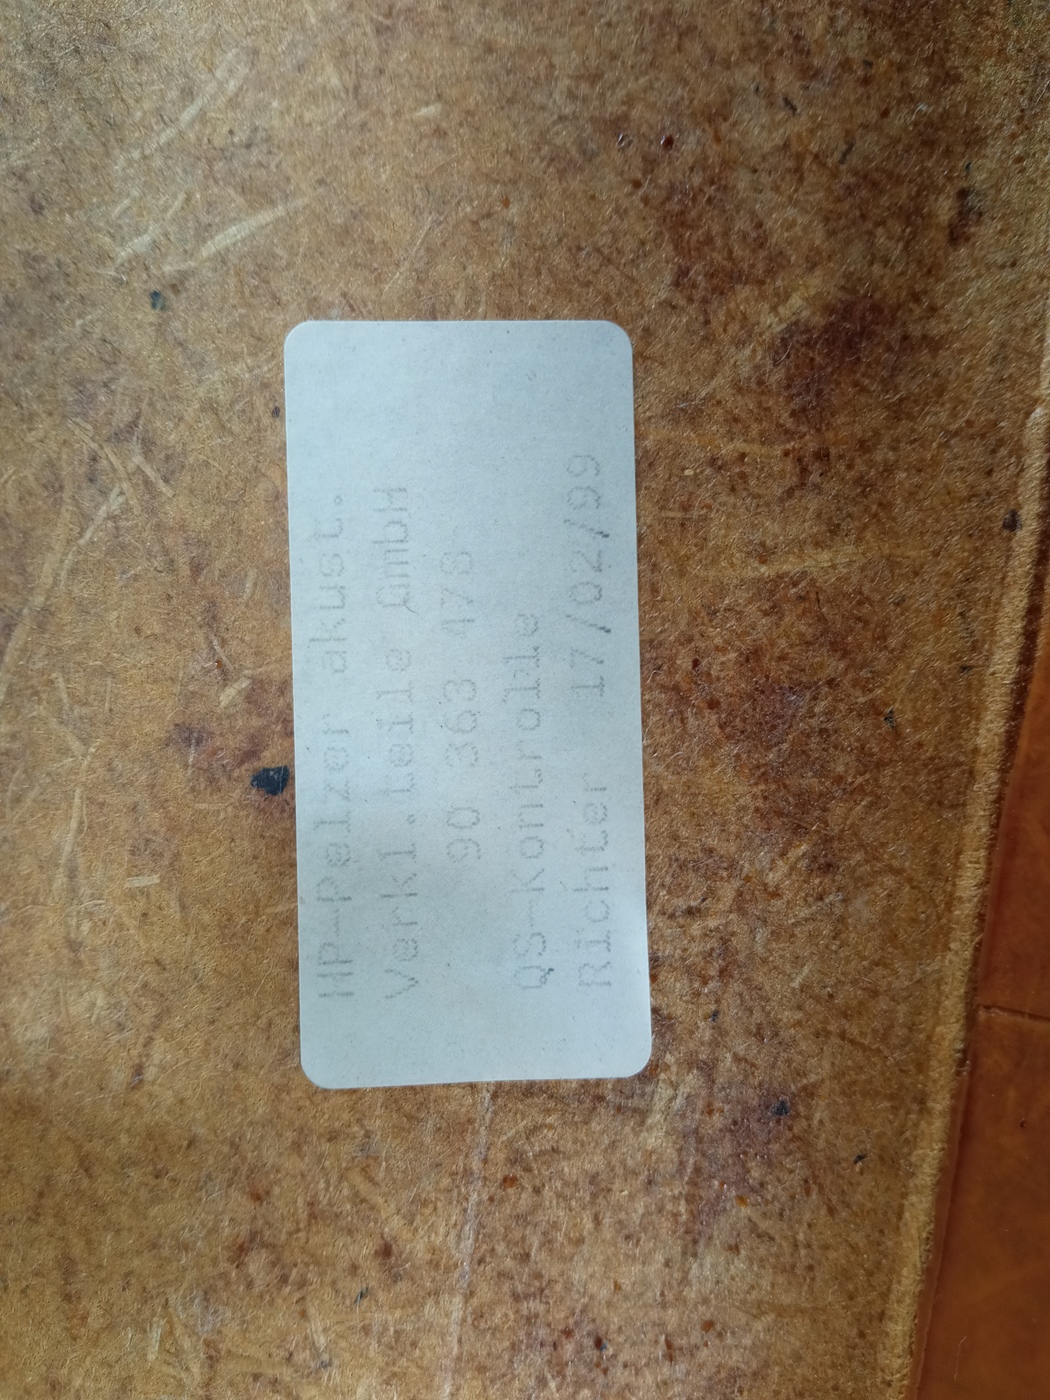 HP-Pelzer akust.
Verkl.teile GmbH
90 363 478
QS-Kontrolle
Richter 17/02/99